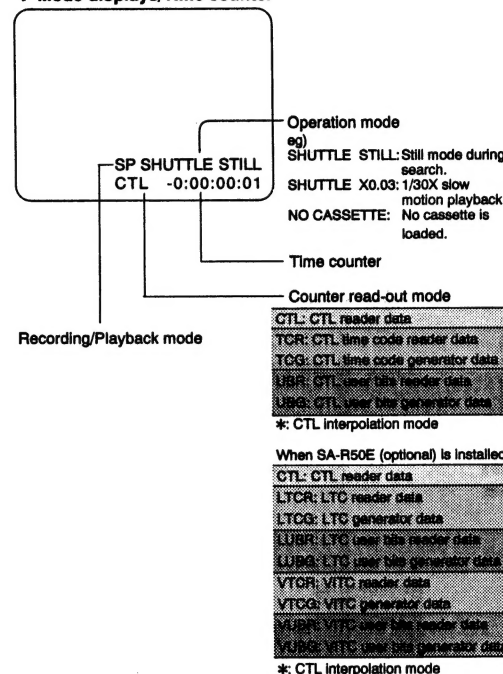 Operation mode
eg)
SHUTTLE STILL: Still mode during
search.
SHUTTLE X0.03: 1/30X slow
motion playback
NO CASSETTE: No cassette is
loaded.
SP SHUTTLE STILL
CTL -0:00:00:01
Time counter
Counter read-out mode
Recording/Playback mode
CTL: CTL reader data
TCR: CTL time code reader data
TCG: CTL time code generator data
UBR: CTL user bits reader data
UBG: CTL user bits generator data
*: CTL interpolation mode
When SA-R50E (optional) is installed
CTL: CTL reader data
LTCR: LTC reader data
LTCG: LTC generator data
LUBR: LTC user bits reader data
LUBG: LTC user bits generator data
VTCR: VITC reader data
VTCG: VITC generator data
VUBR: VITC user bits reader data
VUBG: VITC user bits generator data
*: CTL interpolation mode